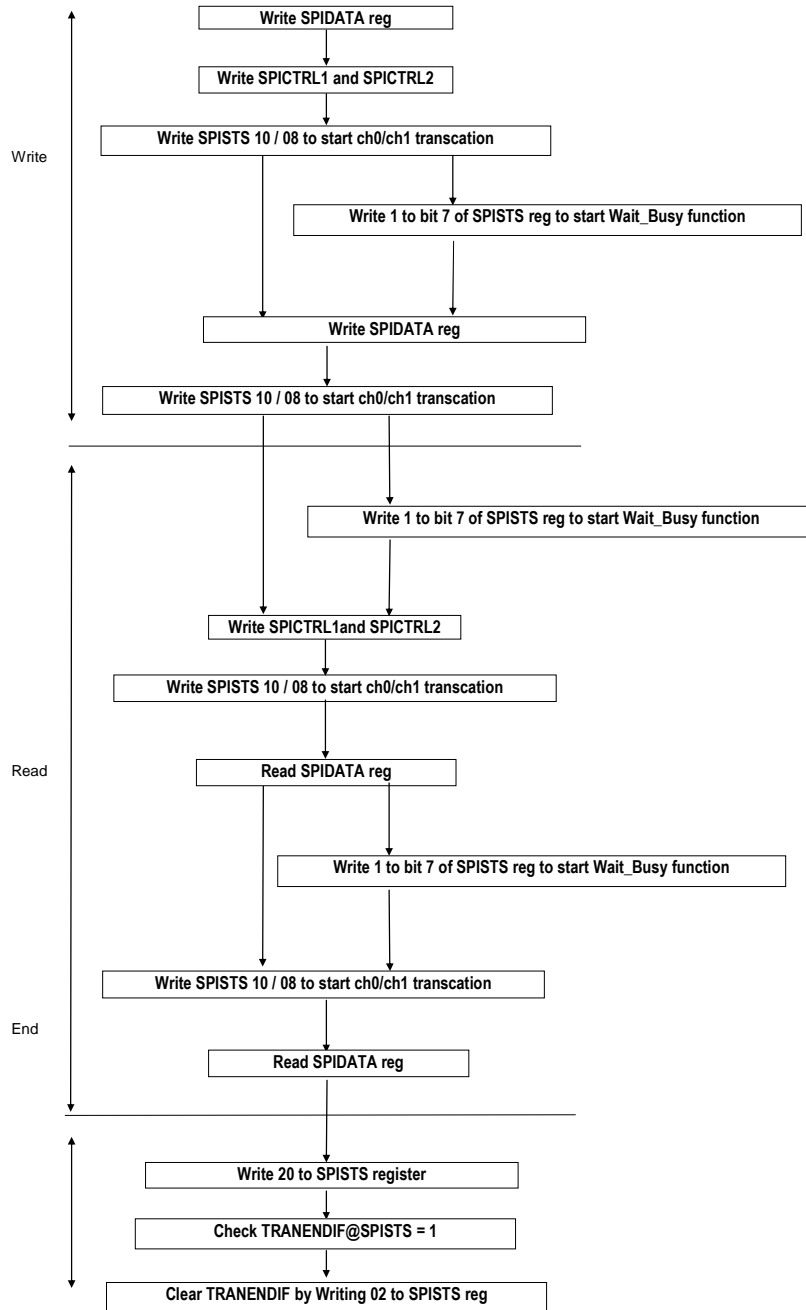 Write SPIDATA reg
Write SPICTRL1 and SPICTRL2
Write SPISTS 10 / 08 to start ch0/ch1 transcation
Write
Write 1 to bit 7 of SPISTS reg to start Wait_Busy function
Write SPIDATA reg
Write SPISTS 10 / 08 to start ch0/ch1 transcation
Write 1 to bit 7 of SPISTS reg to start Wait_Busy function
Write SPICTRL1and SPICTRL2
Write SPISTS 10 / 08 to start ch0/ch1 transcation
Read
Read SPIDATA reg
Write 1 to bit 7 of SPISTS reg to start Wait_Busy function
Write SPISTS 10 / 08 to start ch0/ch1 transcation
End
Read SPIDATA reg
Write 20 to SPISTS register
Check TRANENDIF@SPISTS = 1
Clear TRANENDIF by Writing 02 to SPISTS reg